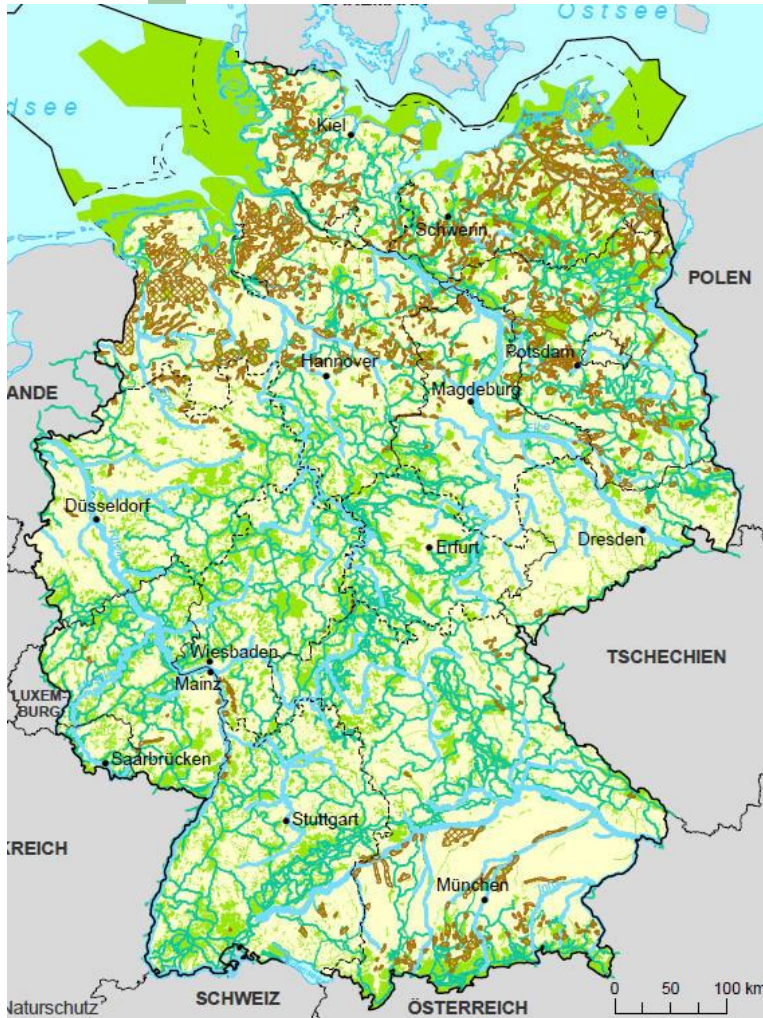 Ostsee
dsee
Kiel
Schwerin
POLEN
Hannover
Potsdam
Magdeburg
ANDE
Elbe
Düsseldorf
Erfurt
Dresden
Wiesbaden
TSCHECHIEN
Mainz
LUXEM-
BURG
Saarbrücken
Stuttgart
KREICH
München
Inn
0 50 100 km
Naturschutz
SCHWEIZ
ÖSTERREICH